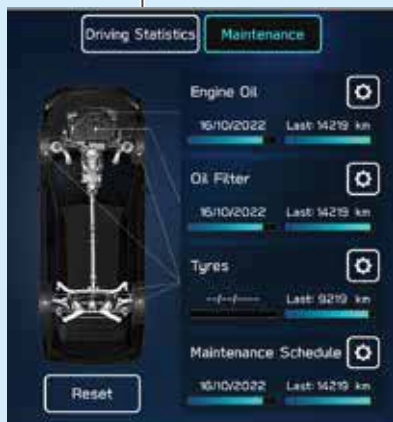 Driving Statistics
Maintenance
Engine Oil
16/10/2022 Last: 14219 km
Oil Filter
16/10/2022 Last: 14219 km
Tyres
--/--/---- Last: 9219 km
Maintenance Schedule
16/10/2022 Last: 14219 km
Reset